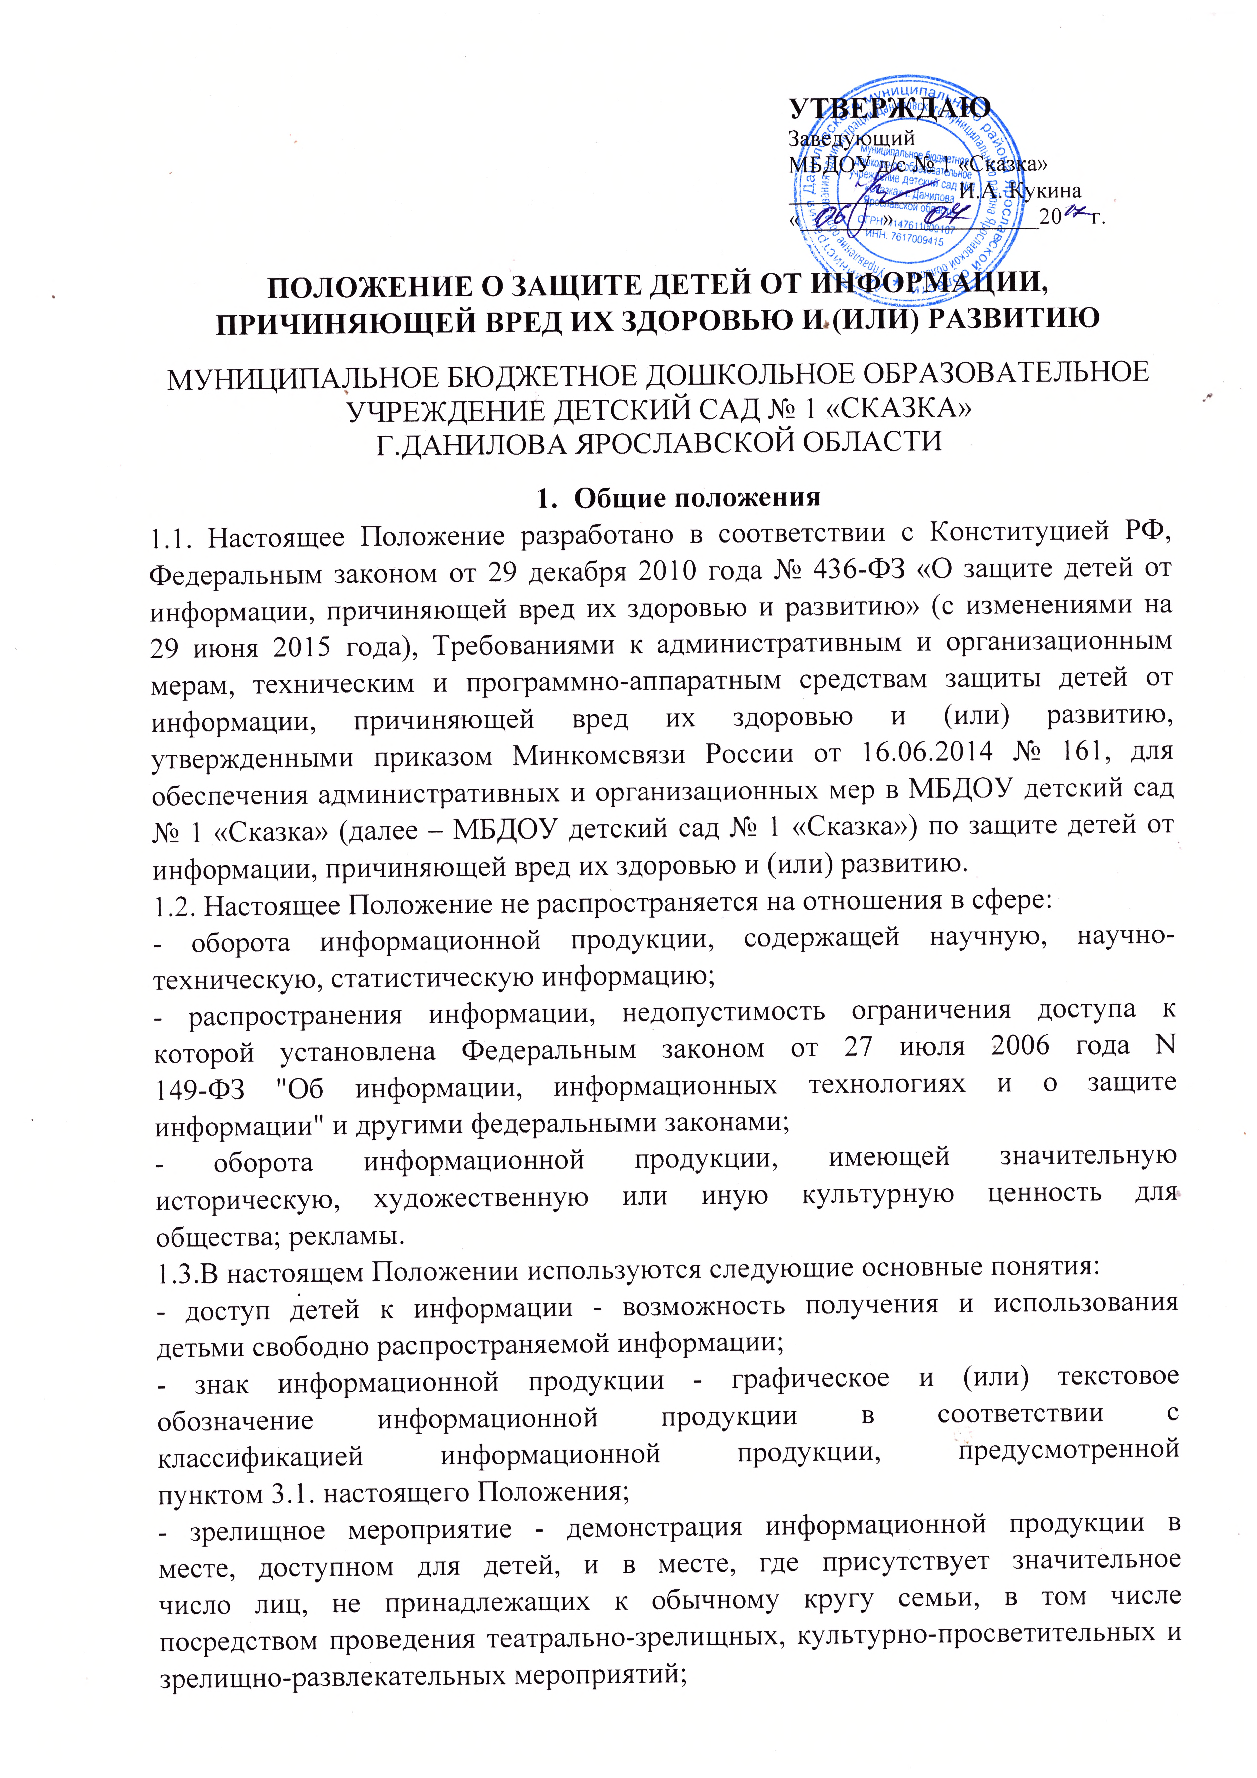 УТВЕРЖДАЮ
Заведующий
МБДОУ д/с № 1 «Сказка»
И.А. Кукина
«06» 04 2017 г.
ПОЛОЖЕНИЕ О ЗАЩИТЕ ДЕТЕЙ ОТ ИНФОРМАЦИИ,
ПРИЧИНЯЮЩЕЙ ВРЕД ИХ ЗДОРОВЬЮ И (ИЛИ) РАЗВИТИЮ
МУНИЦИПАЛЬНОЕ БЮДЖЕТНОЕ ДОШКОЛЬНОЕ ОБРАЗОВАТЕЛЬНОЕ
УЧРЕЖДЕНИЕ ДЕТСКИЙ САД № 1 «СКАЗКА»
Г.ДАНИЛОВА ЯРОСЛАВСКОЙ ОБЛАСТИ
1. Общие положения
1.1. Настоящее Положение разработано в соответствии с Конституцией РФ,
Федеральным законом от 29 декабря 2010 года № 436-ФЗ «О защите детей от
информации, причиняющей вред их здоровью и развитию» (с изменениями на
29 июня 2015 года), Требованиями к административным и организационным
мерам, техническим и программно-аппаратным средствам защиты детей от
информации, причиняющей вред их здоровью и (или) развитию,
утвержденными приказом Минкомсвязи России от 16.06.2014 № 161, для
обеспечения административных и организационных мер в МБДОУ детский сад
№ 1 «Сказка» (далее – МБДОУ детский сад № 1 «Сказка») по защите детей от
информации, причиняющей вред их здоровью и (или) развитию.
1.2. Настоящее Положение не распространяется на отношения в сфере:
- оборота информационной продукции, содержащей научную, научно-
техническую, статистическую информацию;
- распространения информации, недопустимость ограничения доступа к
которой установлена Федеральным законом от 27 июля 2006 года N
149-ФЗ "Об информации, информационных технологиях и о защите
информации" и другими федеральными законами;
- оборота информационной продукции, имеющей значительную
историческую, художественную или иную культурную ценность для
общества; рекламы.
1.3.В настоящем Положении используются следующие основные понятия:
- доступ детей к информации - возможность получения и использования
детьми свободно распространяемой информации;
- знак информационной продукции - графическое и (или) текстовое
обозначение информационной продукции в соответствии с
классификацией информационной продукции, предусмотренной
пунктом 3.1. настоящего Положения;
- зрелищное мероприятие - демонстрация информационной продукции в
месте, доступном для детей, и в месте, где присутствует значительное
число лиц, не принадлежащих к обычному кругу семьи, в том числе
посредством проведения театрально-зрелищных, культурно-просветительных и
зрелищно-развлекательных мероприятий;